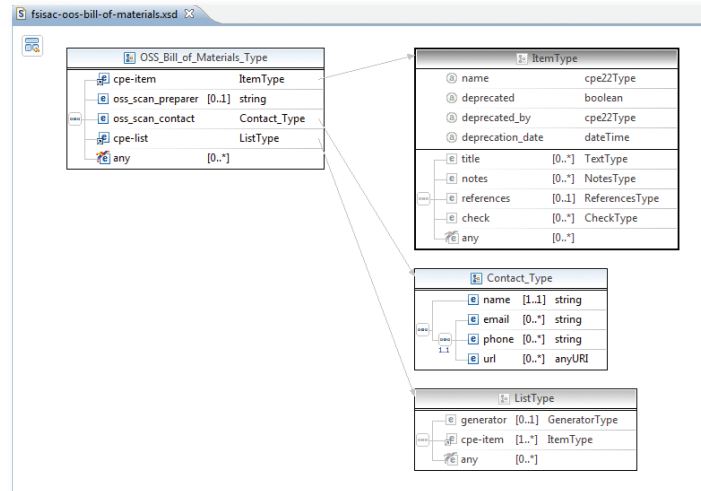 fsisac-oos-bill-of-materials.xsd
OSS_Bill_of_Materials_Type
cpe-item ItemType
oss_scan_preparer [0..1] string
oss_scan_contact Contact_Type
cpe-list ListType
any [0..*]
ItemType
name cpe22Type
deprecated boolean
deprecated_by cpe22Type
deprecation_date dateTime
title [0..*] TextType
notes [0..*] NotesType
references [0..1] ReferencesType
check [0..*] CheckType
any [0..*]
Contact_Type
name [1..1] string
email [0..*] string
phone [0..*] string
1..1
url [0..*] anyURI
ListType
generator [0..1] GeneratorType
cpe-item [1..*] ItemType
any [0..*]